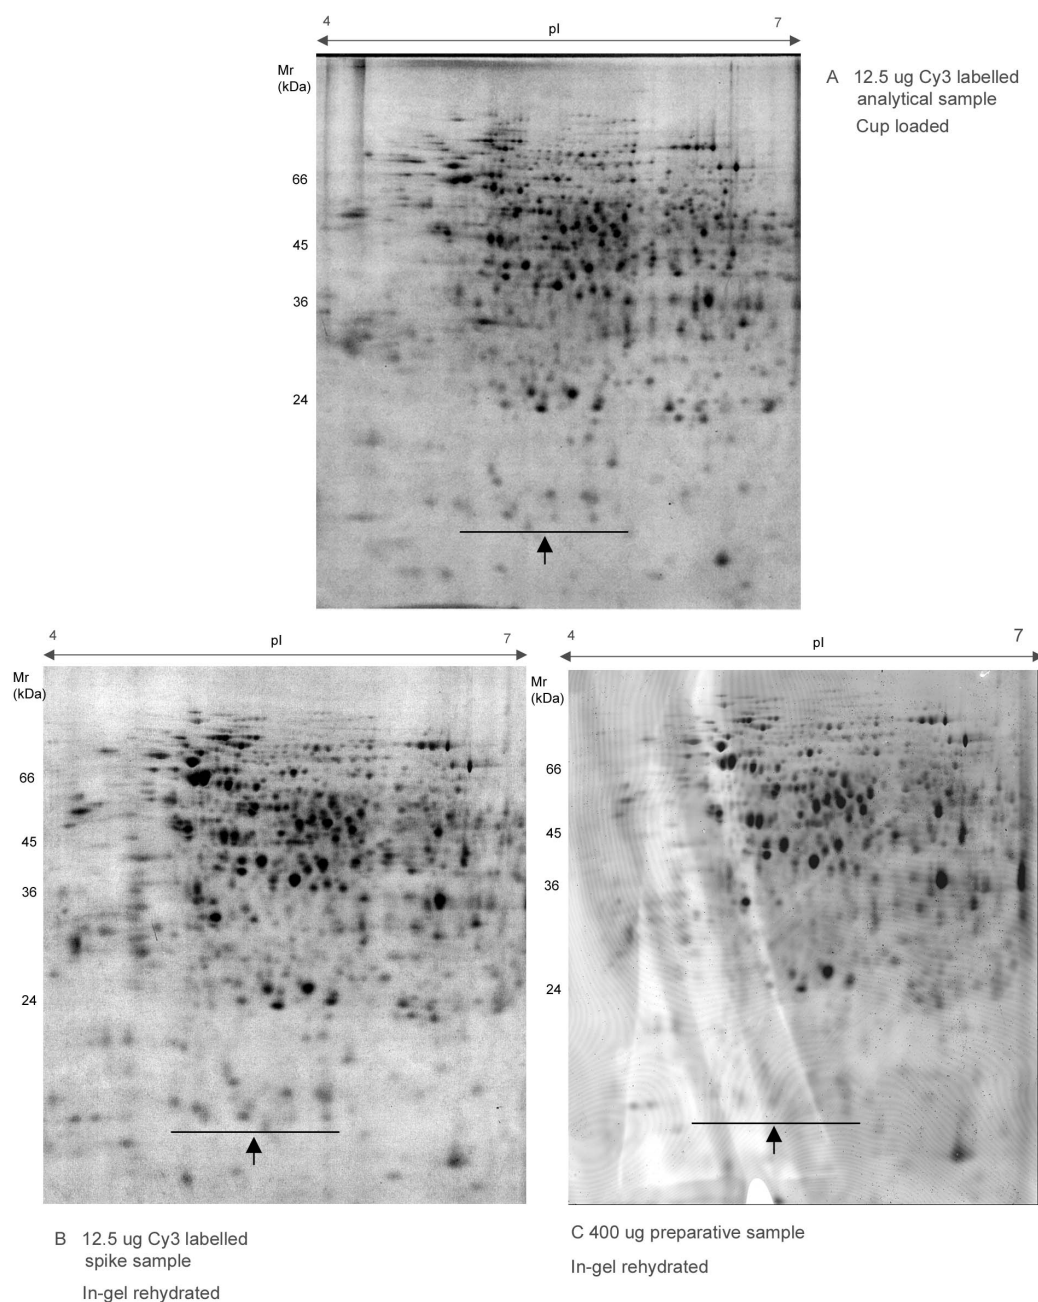 4 7
pI
Mr
(kDa)
66
45
36
24
A 12.5 ug Cy3 labelled
analytical sample
Cup loaded
4 7
pI
Mr
(kDa)
66
45
36
24
B 12.5 ug Cy3 labelled
spike sample
In-gel rehydrated
4 7
pI
Mr
(kDa)
66
45
36
24
C 400 ug preparative sample
In-gel rehydrated